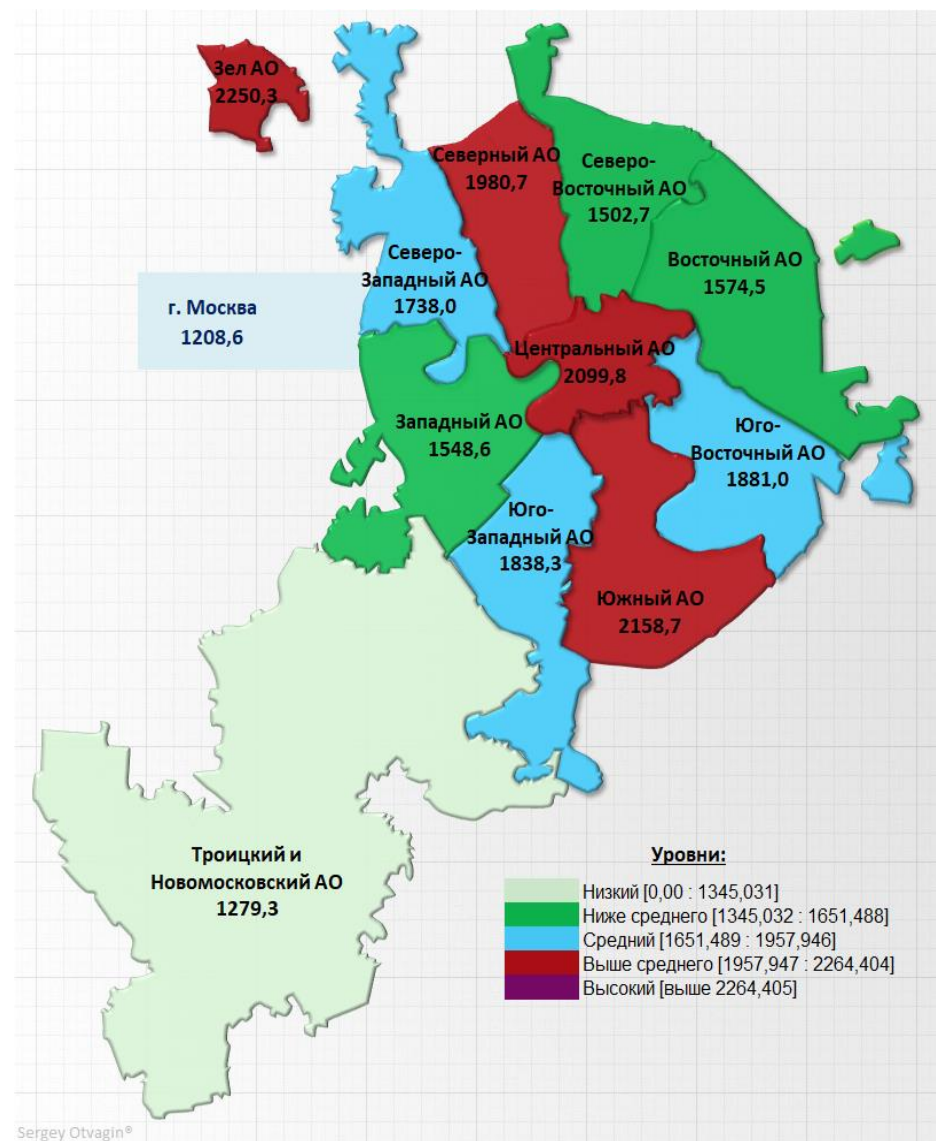 Зел АО
2250,3
Северный АО
1980,7
Северо-
Восточный АО
1502,7
Восточный АО
1574,5
Северо-
Западный АО
1738,0
г. Москва
1208,6
Центральный АО
2099,8
Западный АО
1548,6
Юго-
Восточный АО
1881,0
Юго-
Западный АО
1838,3
Южный АО
2158,7
Троицкий и
Новомосковский АО
1279,3
Уровни:
Низкий [0,00 : 1345,031]
Ниже среднего [1345,032 : 1651,488]
Средний [1651,489 : 1957,946]
Выше среднего [1957,947 : 2264,404]
Высокий [выше 2264,405]
Sergey Otvagin®